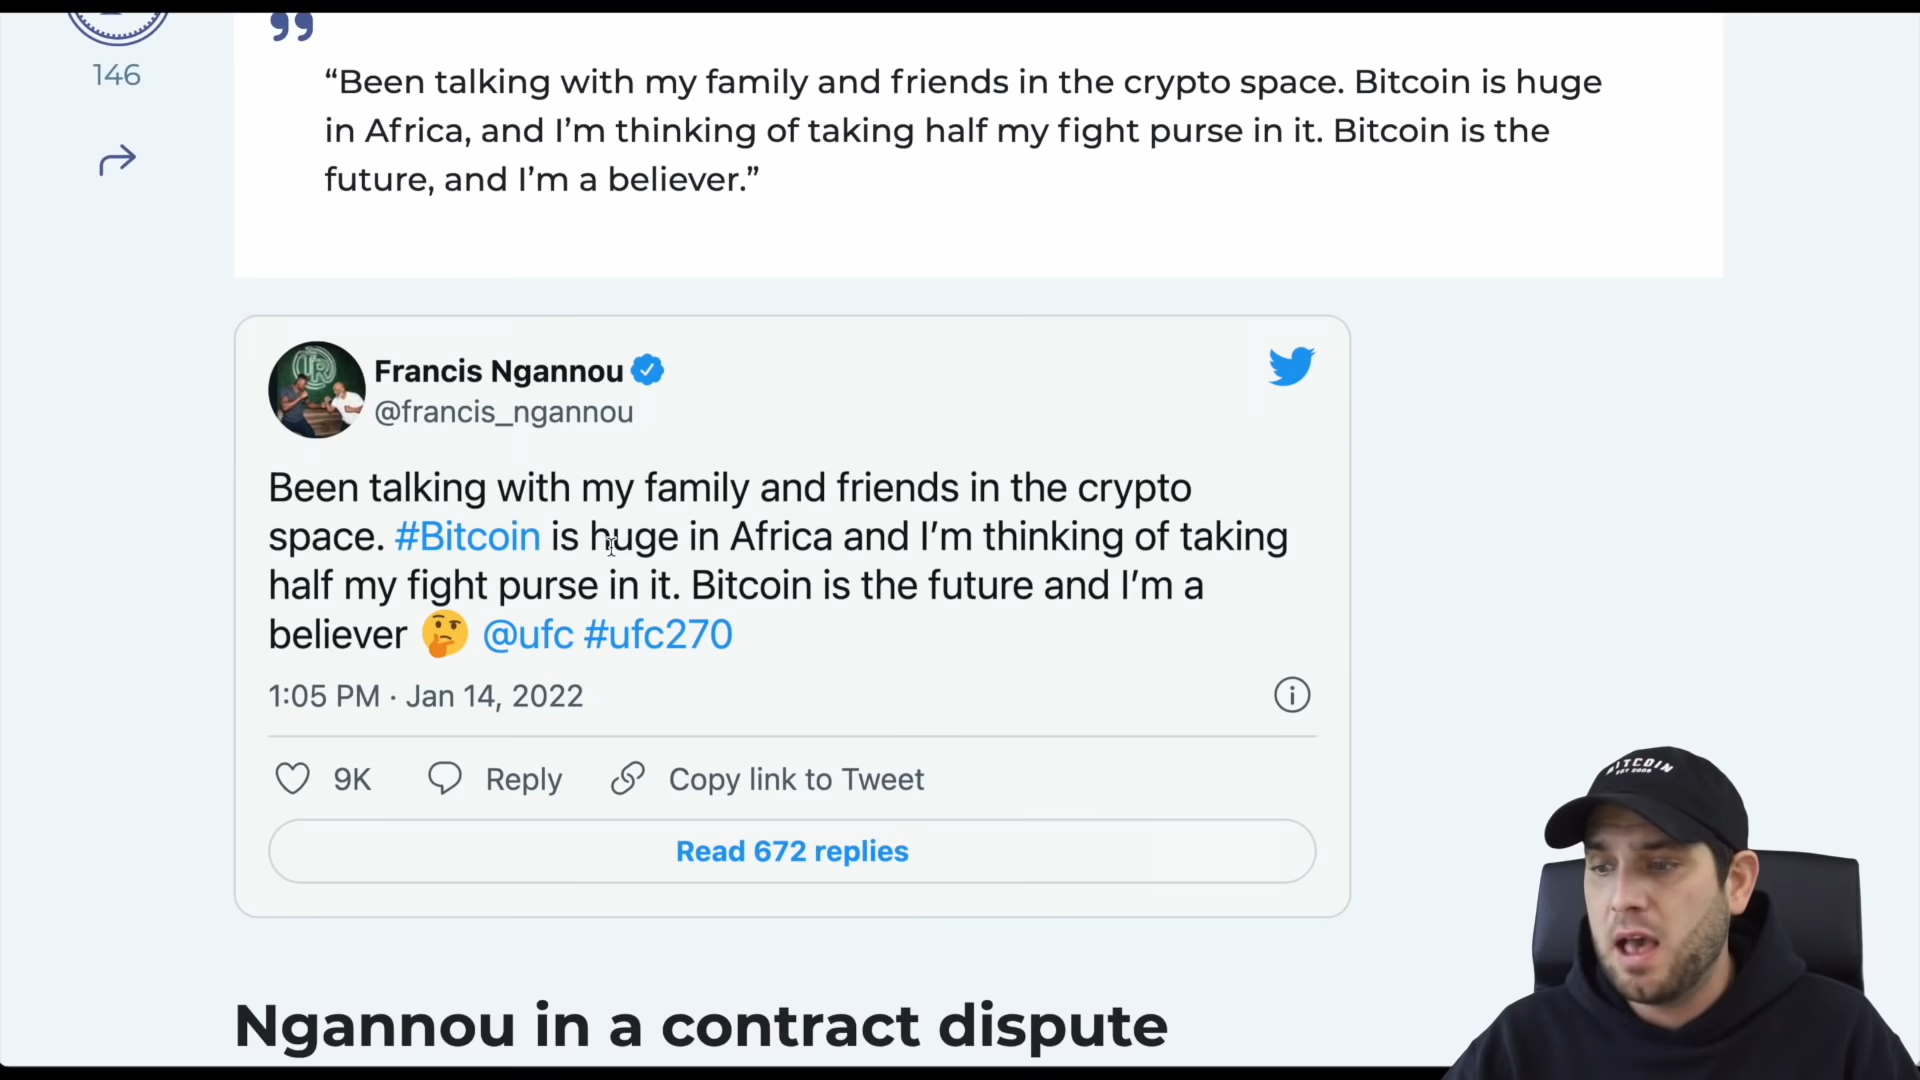 146
“Been talking with my family and friends in the crypto space. Bitcoin is huge
in Africa, and I’m thinking of taking half my fight purse in it. Bitcoin is the
future, and I’m a believer.”
Francis Ngannou
@francis_ngannou
Been talking with my family and friends in the crypto
space. #Bitcoin is huge in Africa and I’m thinking of taking
half my fight purse in it. Bitcoin is the future and I’m a
believer 🤔 @ufc #ufc270
1:05 PM · Jan 14, 2022
9K Reply Copy link to Tweet
Read 672 replies
BITCOIN
EST 2009
Ngannou in a contract dispute